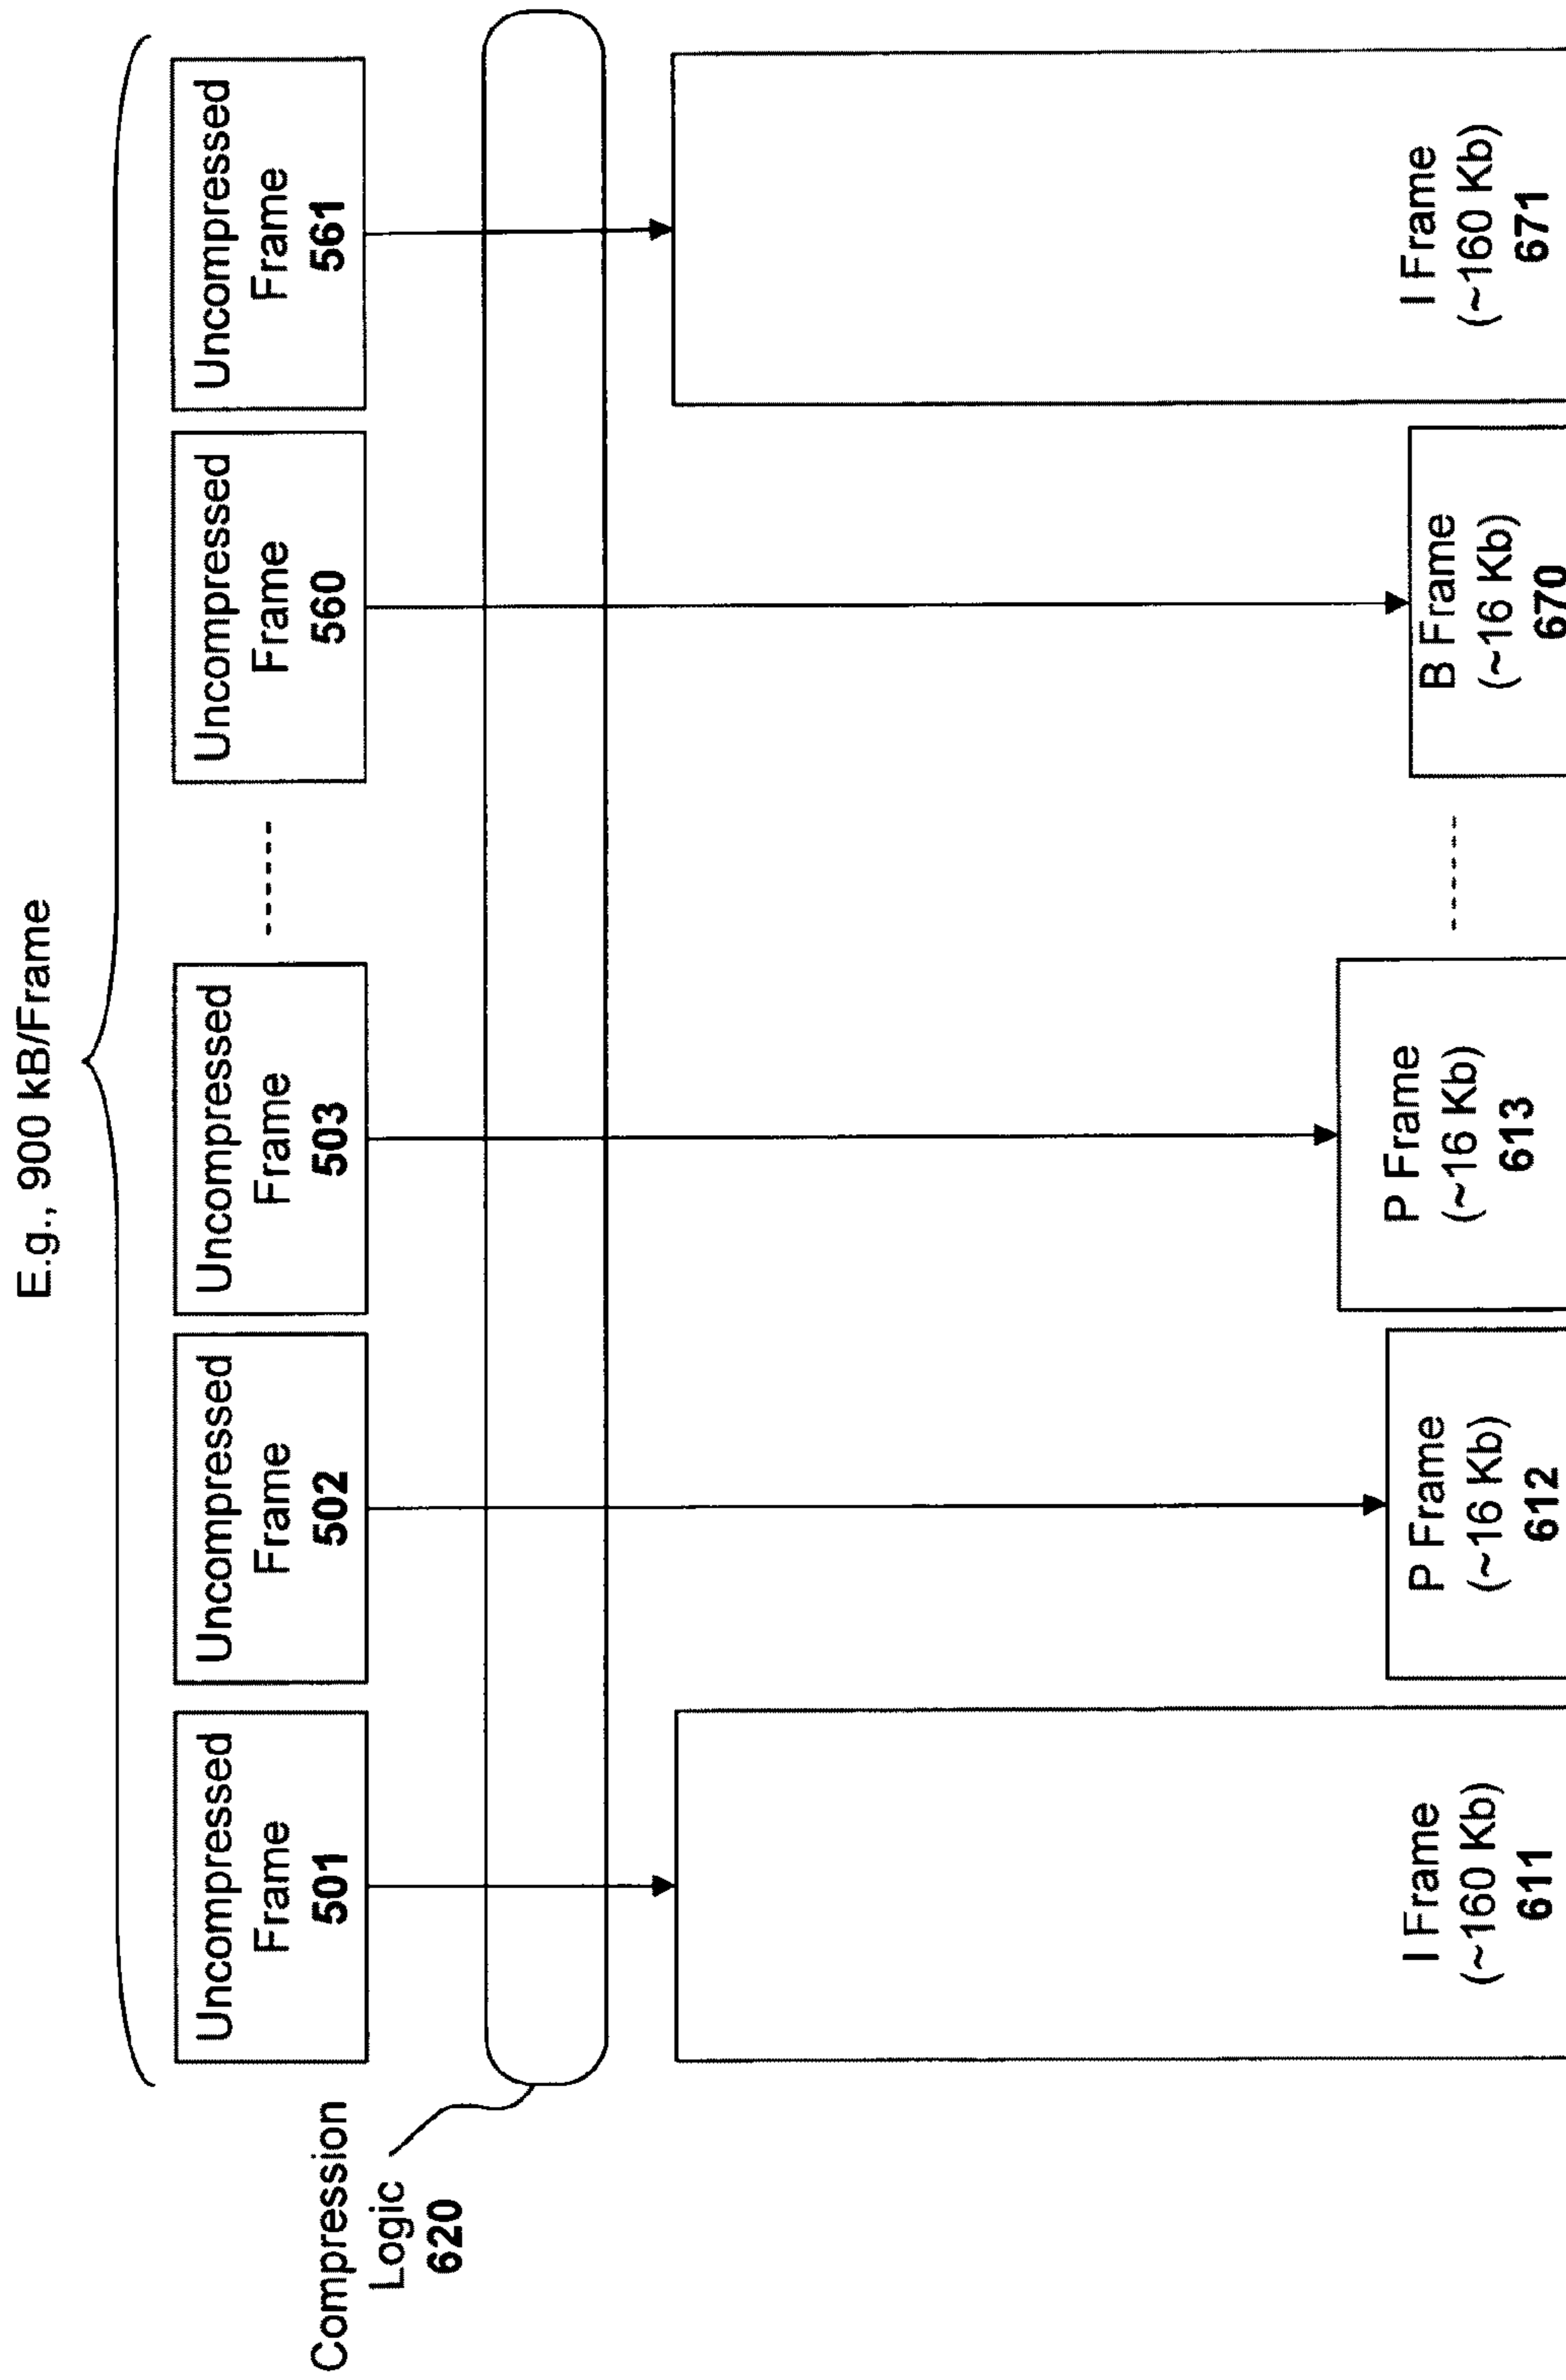 E.g., 900 kB/Frame
Uncompressed
Frame
501
Uncompressed
Frame
502
Uncompressed
Frame
503
------
Uncompressed
Frame
560
Uncompressed
Frame
561
Compression
Logic
620
I Frame
(~160 Kb)
611
P Frame
(~16 Kb)
612
P Frame
(~16 Kb)
613
------
B Frame
(~16 Kb)
670
I Frame
(~160 Kb)
671